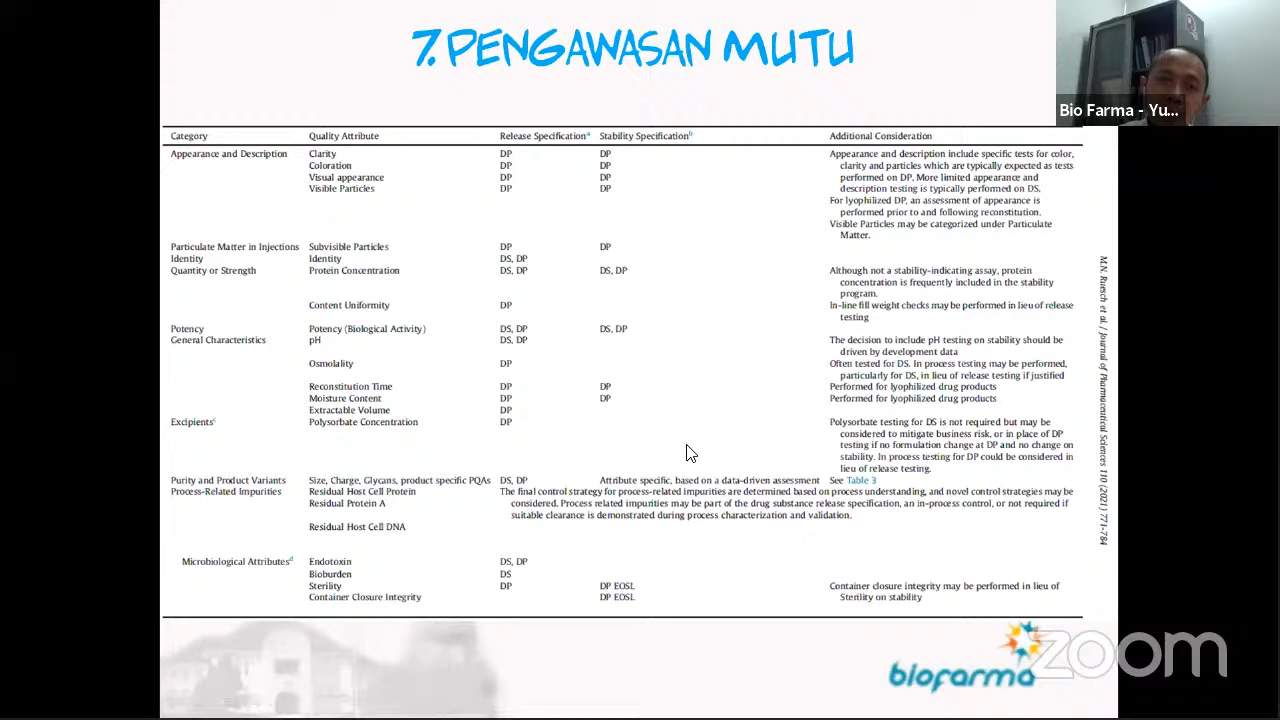 7. PENGAWASAN MUTU
Bio Farma - Yu...
Category Quality Attribute Release Specificationᵃ Stability Specificationᵇ Additional Consideration
Appearance and Description Clarity DP DP Appearance and description include specific tests for color,
Coloration DP DP clarity and particles which are typically expected as tests
Visual appearance DP DP performed on DP. More limited appearance and
Visible Particles DP DP description testing is typically performed on DS.
For lyophilized DP, an assessment of appearance is
performed prior to and following reconstitution.
Visible Particles may be categorized under Particulate
Matter.
Particulate Matter in Injections Subvisible Particles DP DP
Identity Identity DS, DP
Quantity or Strength Protein Concentration DS, DP DS, DP Although not a stability-indicating assay, protein
concentration is frequently included in the stability
program.
Content Uniformity DP In-line fill weight checks may be performed in lieu of release
testing
Potency Potency (Biological Activity) DS, DP DS, DP
General Characteristics pH DS, DP The decision to include pH testing on stability should be
driven by development data
Osmolality DP Often tested for DS. In process testing may be performed,
particularly for DS, in lieu of release testing if justified
Reconstitution Time DP DP Performed for lyophilized drug products
Moisture Content DP DP Performed for lyophilized drug products
Extractable Volume DP
Excipientsᶜ Polysorbate Concentration DP Polysorbate testing for DS is not required but may be
considered to mitigate business risk, or in place of DP
testing if no formulation change at DP and no change on
stability. In process testing for DP could be considered in
lieu of release testing.
Purity and Product Variants Size, Charge, Glycans, product specific PQAs DS, DP Attribute specific, based on a data-driven assessment See Table 3
Process-Related Impurities Residual Host Cell Protein The final control strategy for process-related impurities are determined based on process understanding, and novel control strategies may be
Residual Protein A considered. Process related impurities may be part of the drug substance release specification, an in-process control, or not required if
suitable clearance is demonstrated during process characterization and validation.
Residual Host Cell DNA
Microbiological Attributesᵈ Endotoxin DS, DP
Bioburden DS
Sterility DP DP EOSL Container closure integrity may be performed in lieu of
Container Closure Integrity DP EOSL Sterility on stability
M.N. Ruesch et al. / Journal of Pharmaceutical Sciences 110 (2021) 771-784
biofarma
zoom